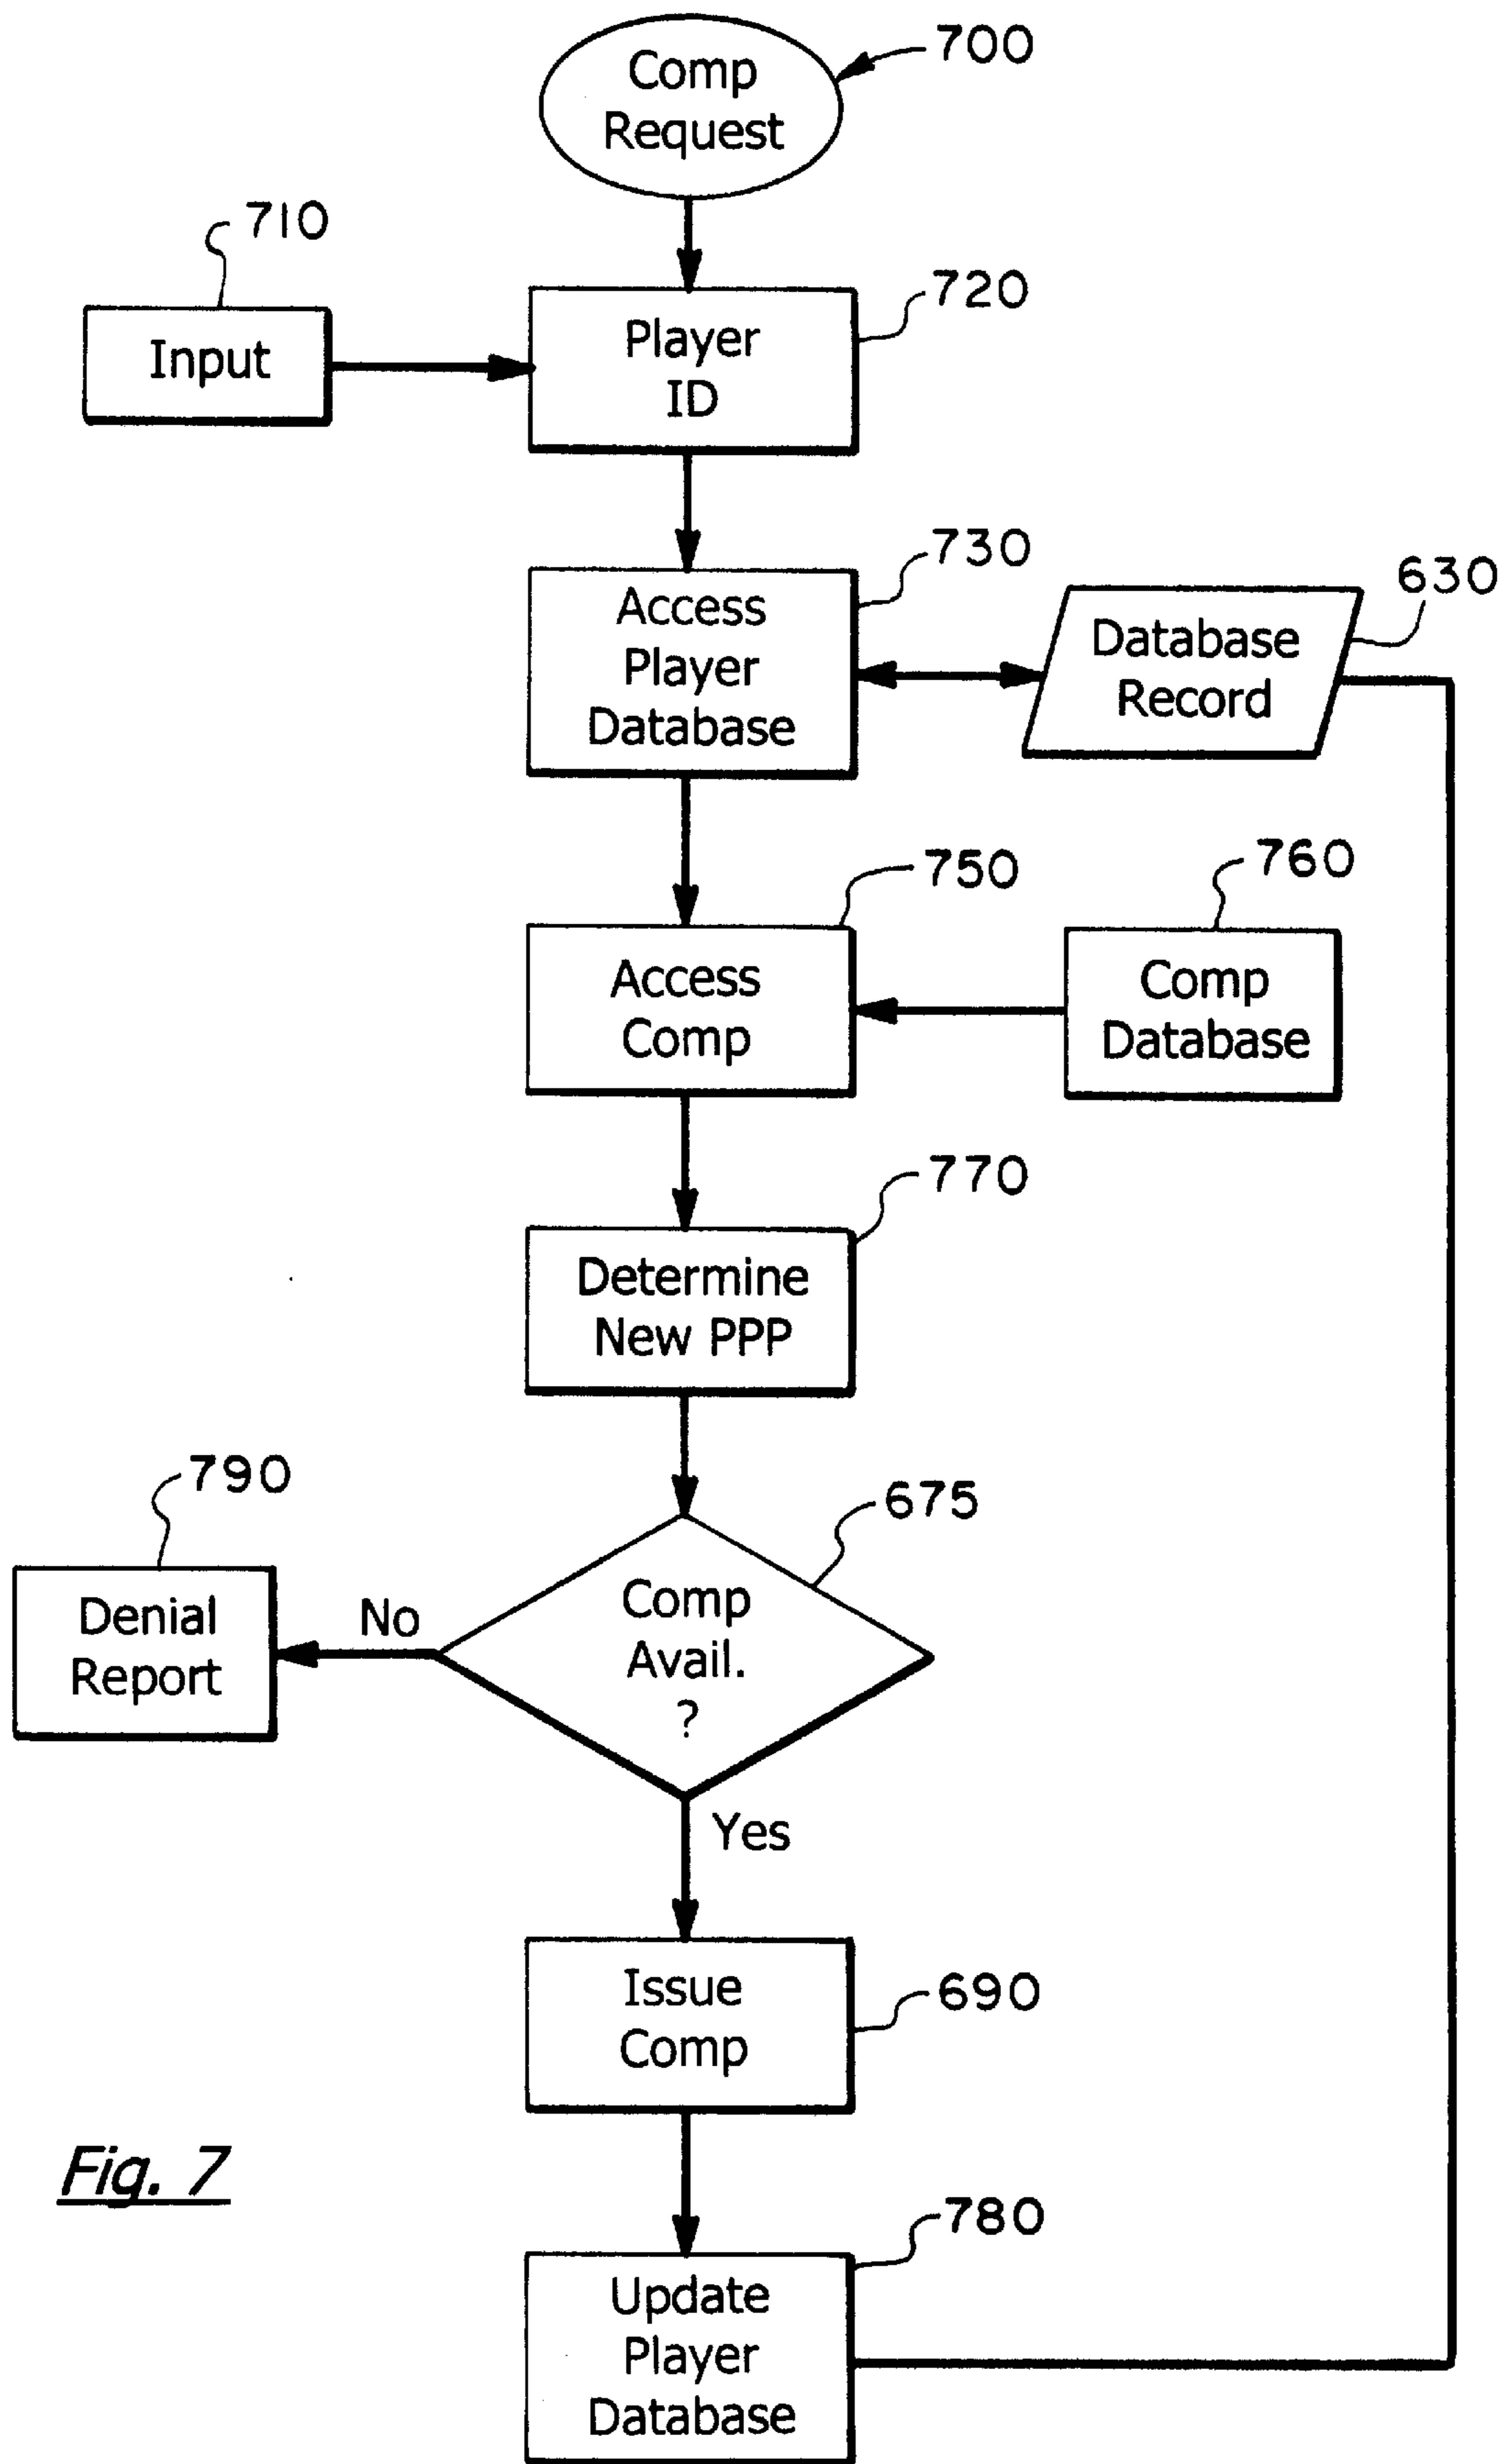 700
Comp
Request
710
Input
720
Player
ID
730
Access
Player
Database
630
Database
Record
750
Access
Comp
760
Comp
Database
770
Determine
New PPP
790
Denial
Report
No
675
Comp
Avail.
?
Yes
690
Issue
Comp
Fig. 7
780
Update
Player
Database